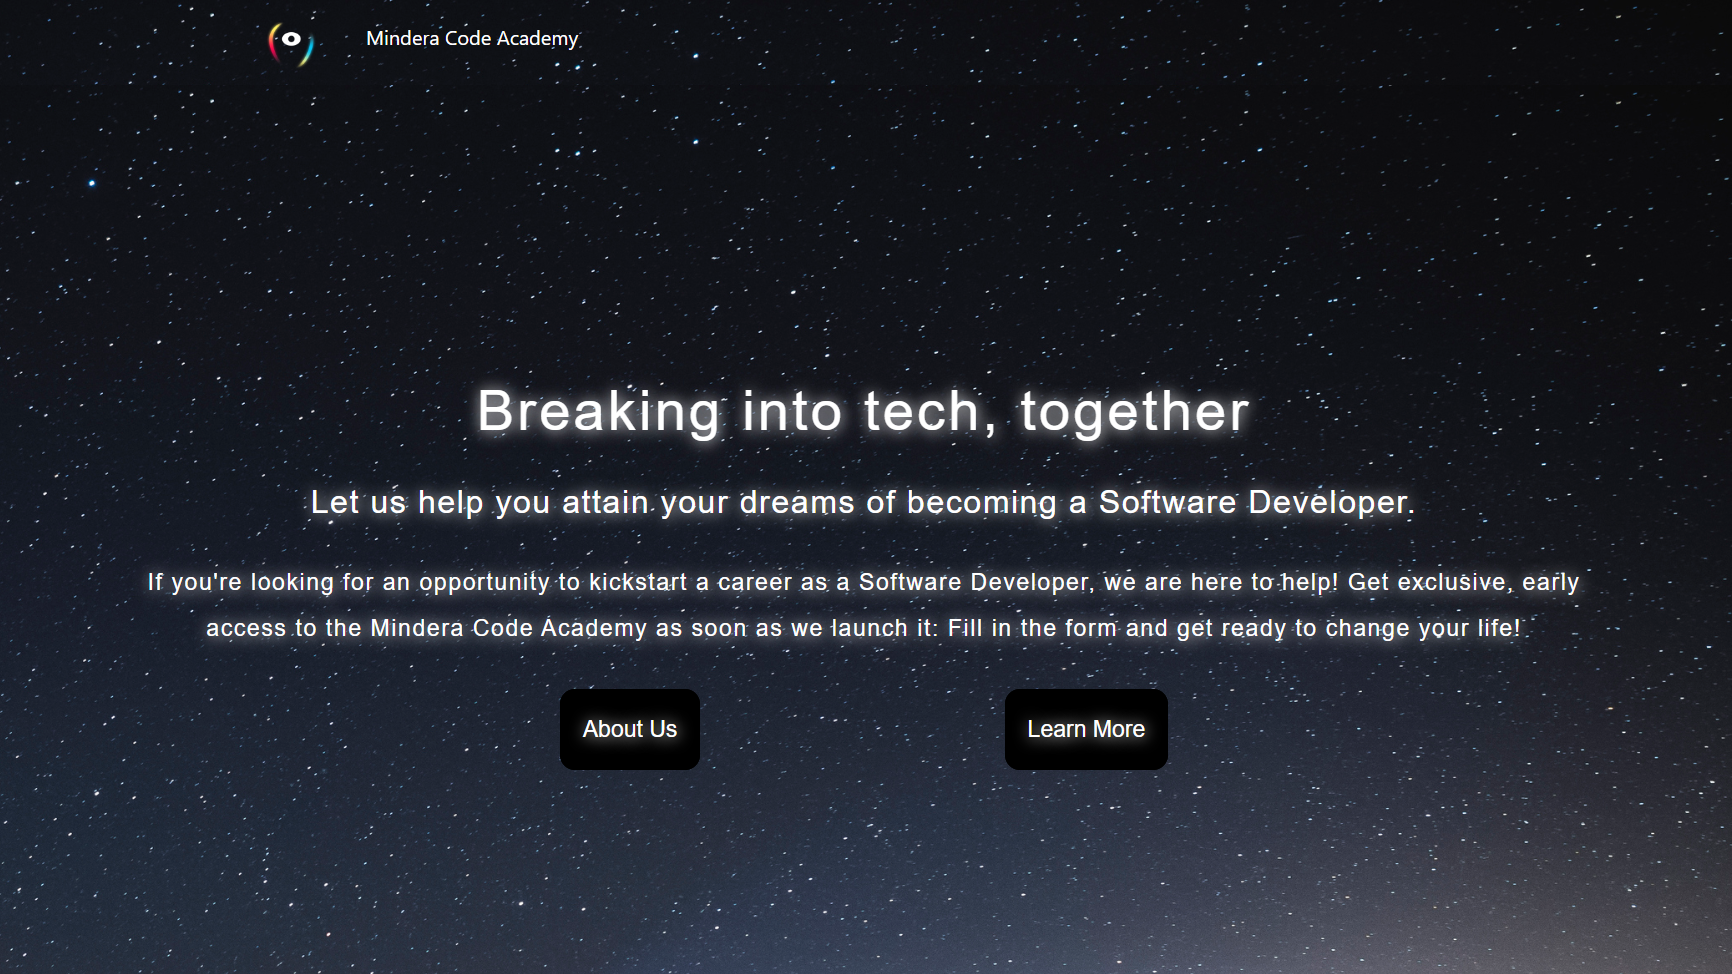 Mindera Code Academy
Breaking into tech, together
Let us help you attain your dreams of becoming a Software Developer.
If you're looking for an opportunity to kickstart a career as a Software Developer, we are here to help! Get exclusive, early
access to the Mindera Code Academy as soon as we launch it: Fill in the form and get ready to change your life!
About Us
Learn More